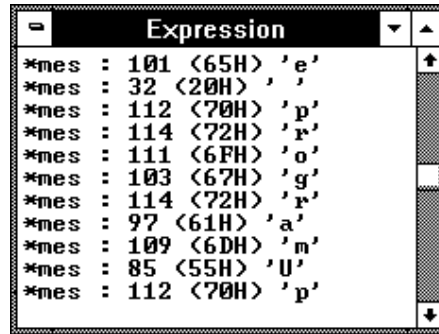 Expression
*mes : 101 (65H) 'e'
*mes : 32 (20H) ' '
*mes : 112 (70H) 'p'
*mes : 114 (72H) 'r'
*mes : 111 (6FH) 'o'
*mes : 103 (67H) 'g'
*mes : 114 (72H) 'r'
*mes : 97 (61H) 'a'
*mes : 109 (6DH) 'm'
*mes : 85 (55H) 'U'
*mes : 112 (70H) 'p'